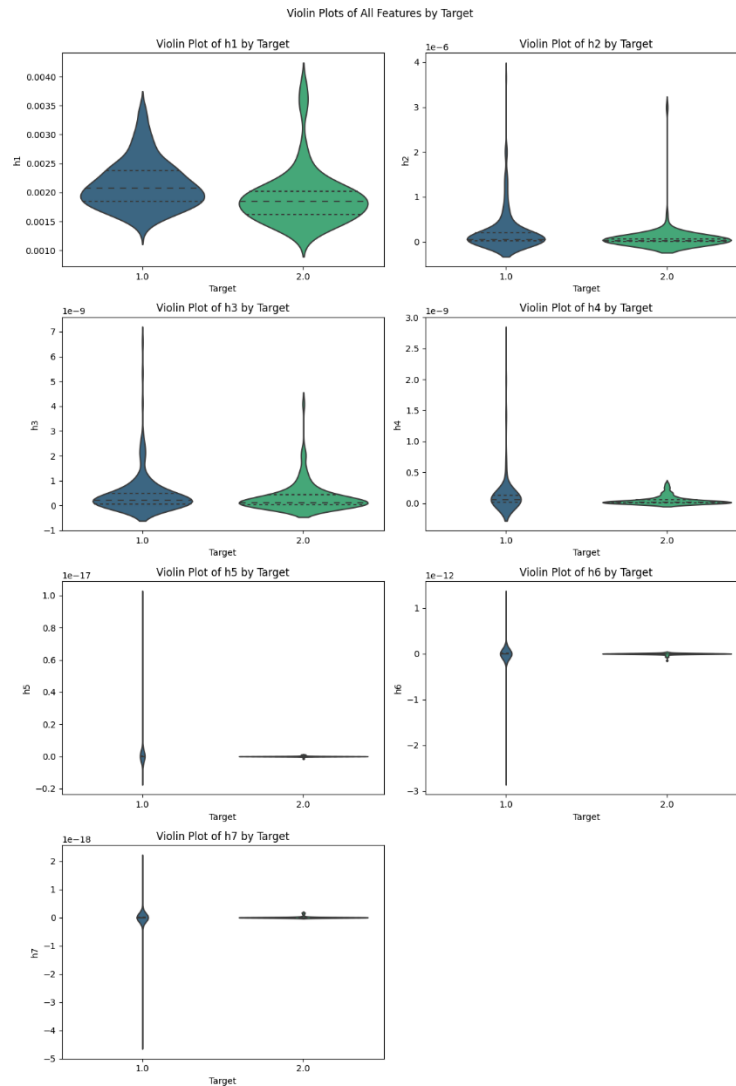 Violin Plots of All Features by Target
Violin Plot of h1 by Target
0.0040
0.0035
0.0030
0.0025
0.0020
0.0015
0.0010
h1
1.0 2.0
Target
Violin Plot of h2 by Target
1e−6
4
3
2
1
0
h2
1.0 2.0
Target
Violin Plot of h3 by Target
1e−9
7
6
5
4
3
2
1
0
−1
h3
1.0 2.0
Target
Violin Plot of h4 by Target
1e−9
3.0
2.5
2.0
1.5
1.0
0.5
0.0
h4
1.0 2.0
Target
Violin Plot of h5 by Target
1e−17
1.0
0.8
0.6
0.4
0.2
0.0
−0.2
h5
1.0 2.0
Target
Violin Plot of h6 by Target
1e−12
1
0
−1
−2
−3
h6
1.0 2.0
Target
Violin Plot of h7 by Target
1e−18
2
1
0
−1
−2
−3
−4
−5
h7
1.0 2.0
Target